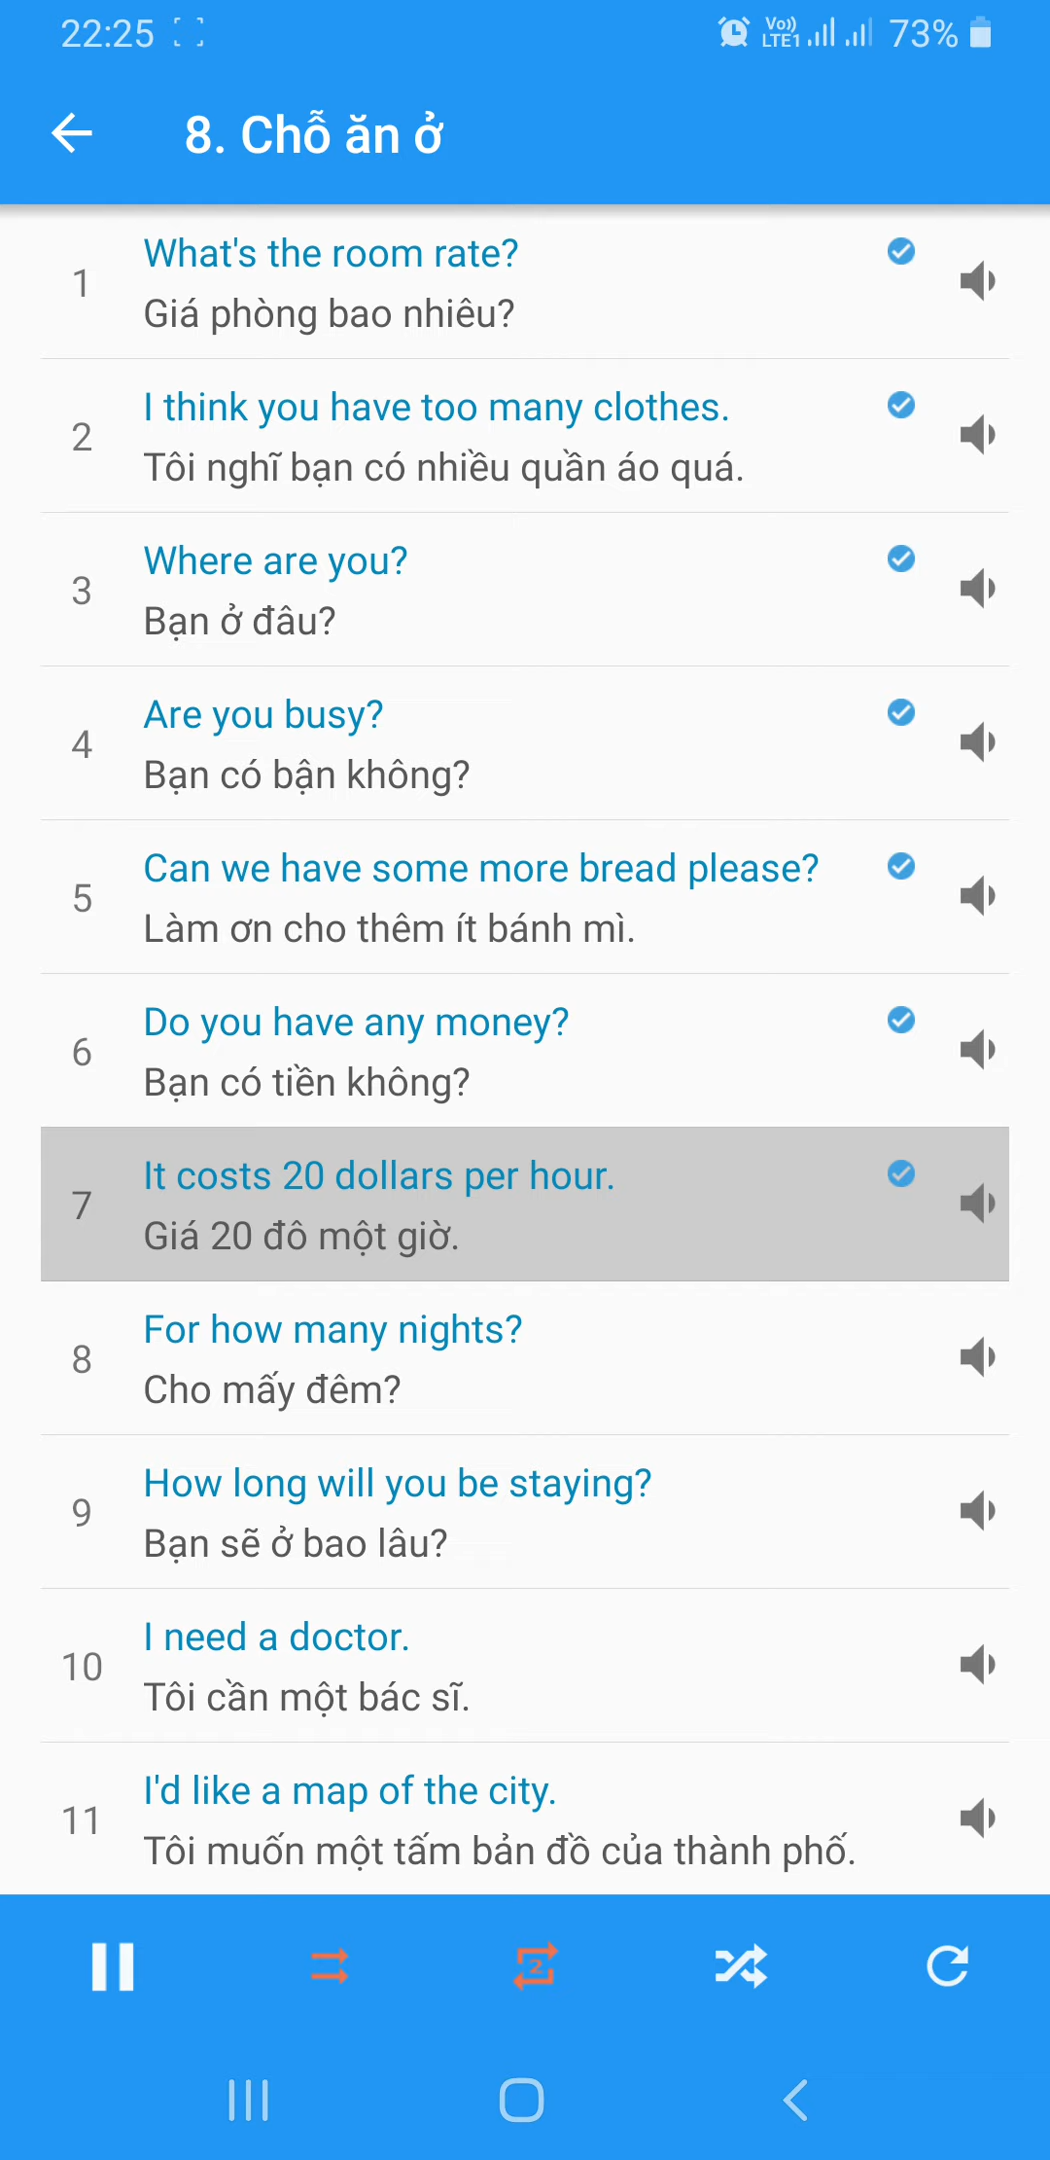 22:25 Vo)) LTE1 73%
8. Chỗ ăn ở
What's the room rate?
1
Giá phòng bao nhiêu?
I think you have too many clothes.
2
Tôi nghĩ bạn có nhiều quần áo quá.
Where are you?
3
Bạn ở đâu?
Are you busy?
4
Bạn có bận không?
Can we have some more bread please?
5
Làm ơn cho thêm ít bánh mì.
Do you have any money?
6
Bạn có tiền không?
It costs 20 dollars per hour.
7
Giá 20 đô một giờ.
For how many nights?
8
Cho mấy đêm?
How long will you be staying?
9
Bạn sẽ ở bao lâu?
I need a doctor.
10
Tôi cần một bác sĩ.
I'd like a map of the city.
11
Tôi muốn một tấm bản đồ của thành phố.
2